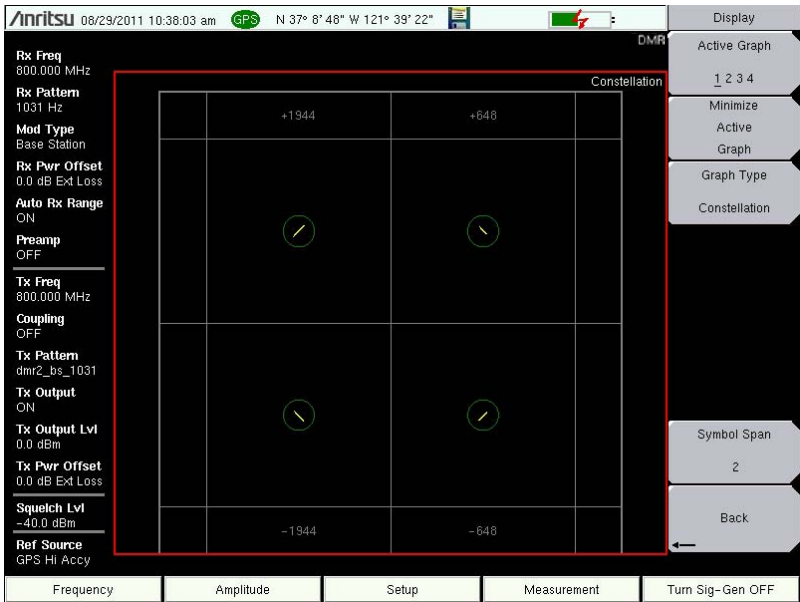 /Inritsu 08/29/2011 10:38:03 am GPS N 37° 8' 48" W 121° 39' 22"
Display
DMR
Rx Freq
800.000 MHz
Rx Pattern
1031 Hz
Mod Type
Base Station
Rx Pwr Offset
0.0 dB Ext Loss
Auto Rx Range
ON
Preamp
OFF
Tx Freq
800.000 MHz
Coupling
OFF
Tx Pattern
dmr2_bs_1031
Tx Output
ON
Tx Output Lvl
0.0 dBm
Tx Pwr Offset
0.0 dB Ext Loss
Squelch Lvl
-40.0 dBm
Ref Source
GPS Hi Accy
Constellation
+1944 +648
-1944 -648
Active Graph
1 2 3 4
Minimize
Active
Graph
Graph Type
Constellation
Symbol Span
2
Back
Frequency Amplitude Setup Measurement Turn Sig-Gen OFF